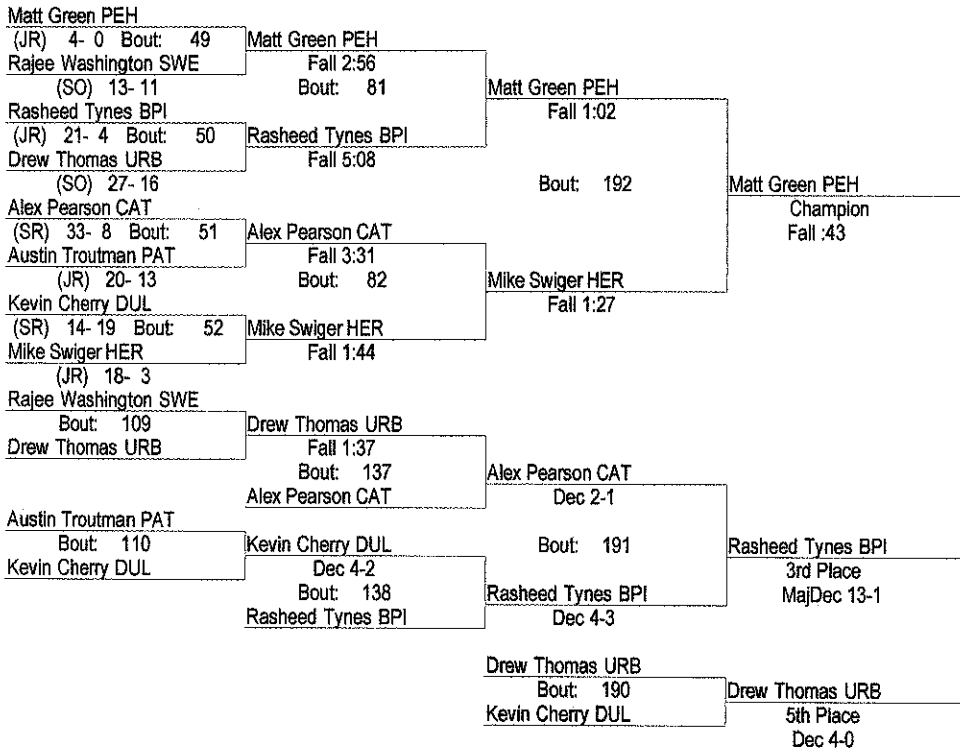 Matt Green PEH
(JR) 4- 0 Bout: 49
Rajee Washington SWE
(SO) 13- 11
Rasheed Tynes BPI
(JR) 21- 4 Bout: 50
Drew Thomas URB
(SO) 27- 16
Alex Pearson CAT
(SR) 33- 8 Bout: 51
Austin Troutman PAT
(JR) 20- 13
Kevin Cherry DUL
(SR) 14- 19 Bout: 52
Mike Swiger HER
(JR) 18- 3
Matt Green PEH
Fall 2:56
Bout: 81
Rasheed Tynes BPI
Fall 5:08
Alex Pearson CAT
Fall 3:31
Bout: 82
Mike Swiger HER
Fall 1:44
Matt Green PEH
Fall 1:02
Bout: 192
Mike Swiger HER
Fall 1:27
Matt Green PEH
Champion
Fall :43
Rajee Washington SWE
Bout: 109
Drew Thomas URB
Austin Troutman PAT
Bout: 110
Kevin Cherry DUL
Drew Thomas URB
Fall 1:37
Bout: 137
Alex Pearson CAT
Kevin Cherry DUL
Dec 4-2
Bout: 138
Rasheed Tynes BPI
Alex Pearson CAT
Dec 2-1
Bout: 191
Rasheed Tynes BPI
Dec 4-3
Rasheed Tynes BPI
3rd Place
MajDec 13-1
Drew Thomas URB
Bout: 190
Kevin Cherry DUL
Drew Thomas URB
5th Place
Dec 4-0